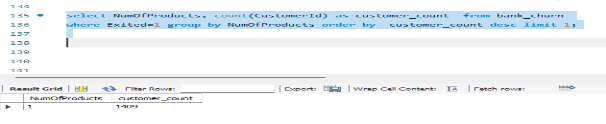 134
135 select NumOfProducts, count(CustomerId) as customer_count from bank_churn
136 where Exited=1 group by NumOfProducts order by customer_count desc limit 1;
137
138
139
140
141
Result Grid Filter Rows: Export: Wrap Cell Content: Fetch rows:
NumOfProducts customer_count
1 1409